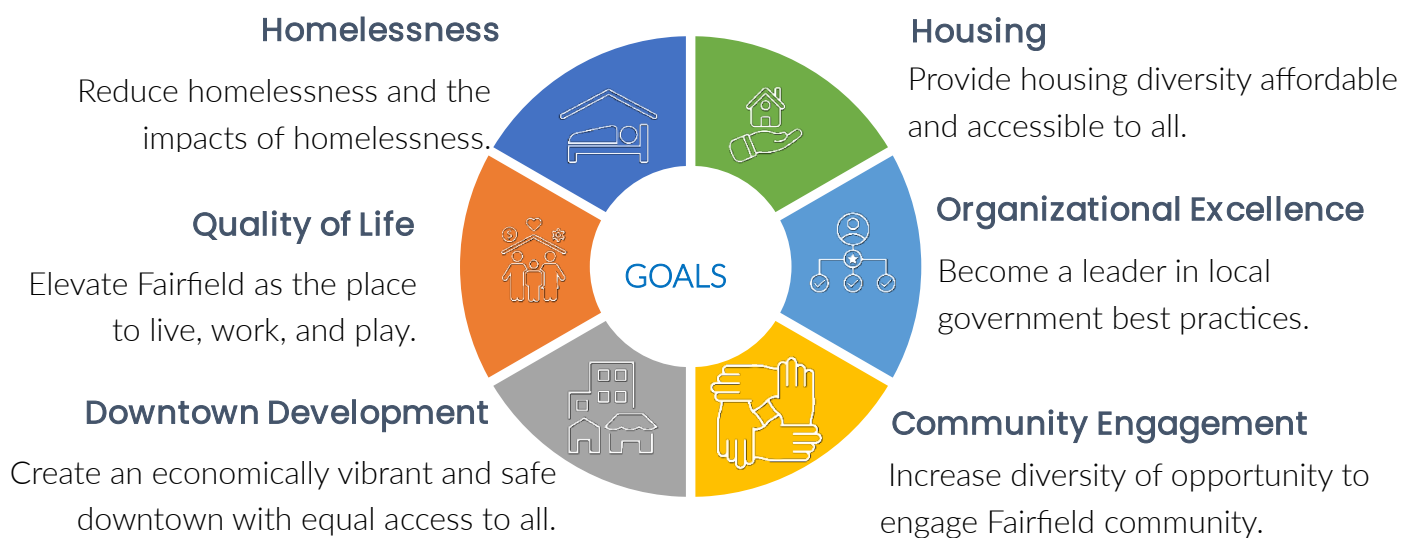 Homelessness
Reduce homelessness and the
impacts of homelessness.
Quality of Life
Elevate Fairfield as the place
to live, work, and play.
Downtown Development
Create an economically vibrant and safe
downtown with equal access to all.
GOALS
Housing
Provide housing diversity affordable
and accessible to all.
Organizational Excellence
Become a leader in local
government best practices.
Community Engagement
Increase diversity of opportunity to
engage Fairfield community.